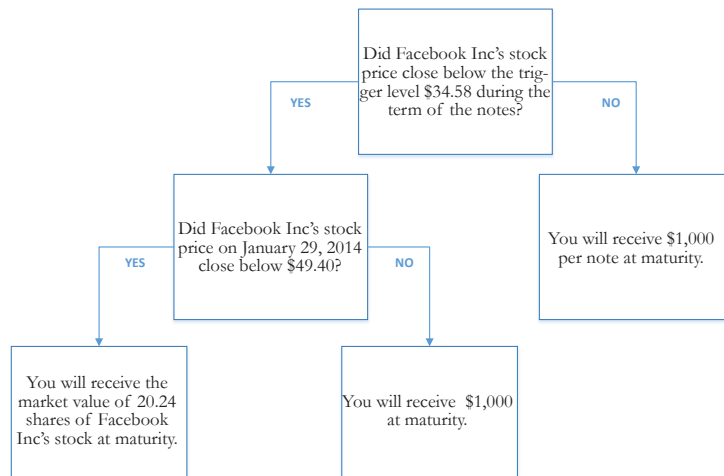 Did Facebook Inc's stock
price close below the trig-
ger level $34.58 during the
term of the notes?
YES
NO
Did Facebook Inc's stock
price on January 29, 2014
close below $49.40?
You will receive $1,000
per note at maturity.
YES
NO
You will receive the
market value of 20.24
shares of Facebook
Inc's stock at maturity.
You will receive $1,000
at maturity.